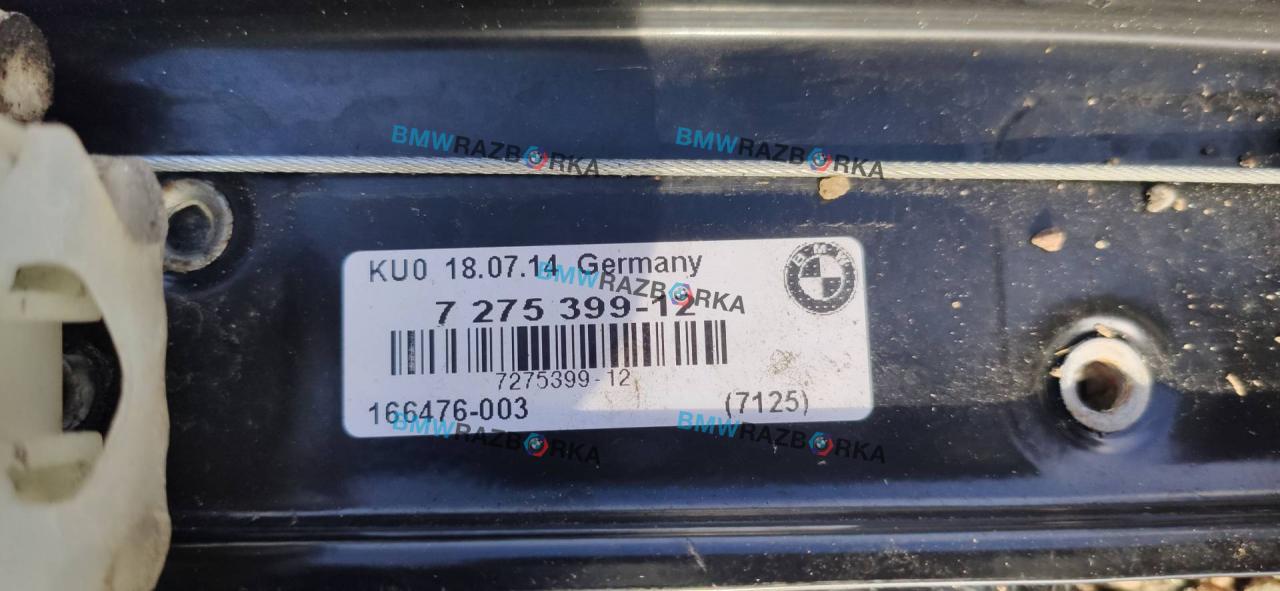 BMWRAZBORKA BMWRAZBORKA
KU0 18.07.14 Germany
BMW
BMWRAZBORKA
7 275 399-12
7275399-12
166476-003 (7125)
BMWRAZBORKA BMWRAZBORKA